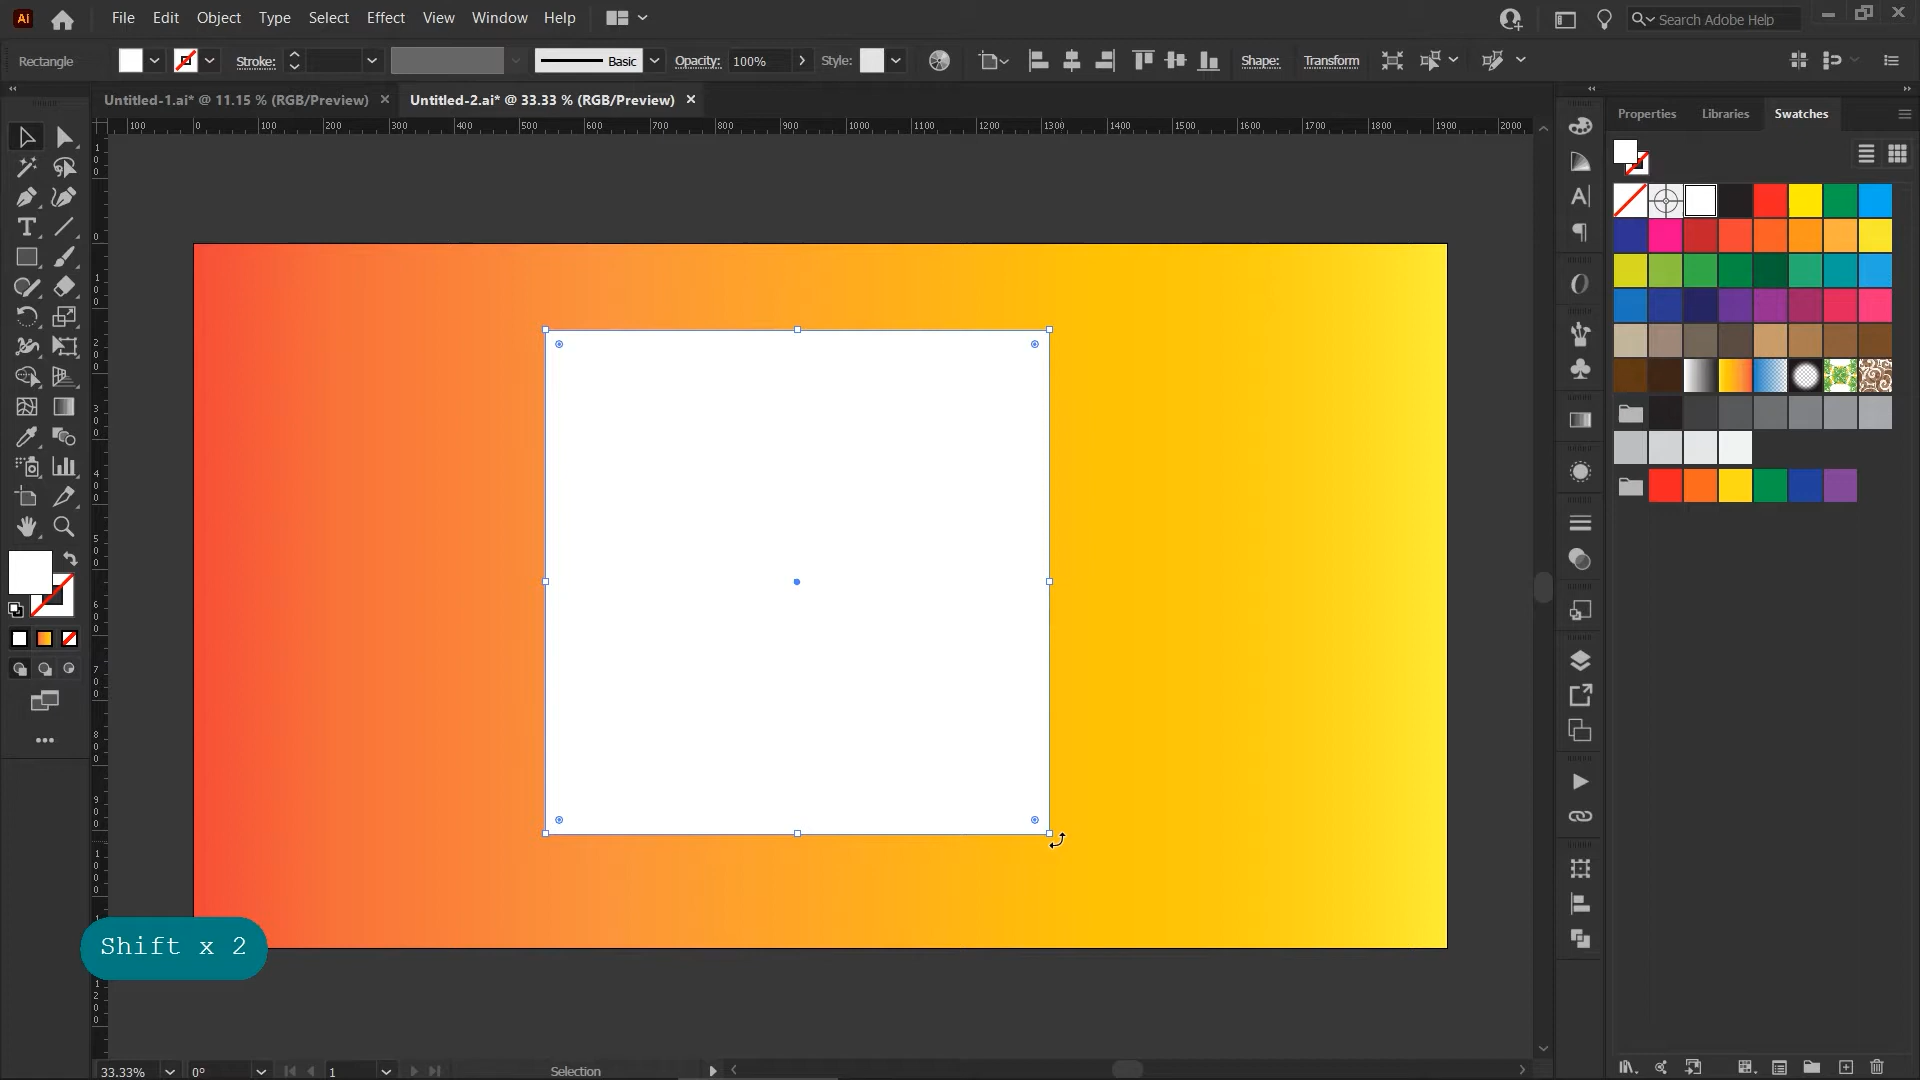 Ai File Edit Object Type Select Effect View Window Help Search Adobe Help
Rectangle Stroke: Basic Opacity: 100% Style: Shape: Transform
Untitled-1.ai* @ 11.15 % (RGB/Preview) Untitled-2.ai* @ 33.33 % (RGB/Preview)
Properties Libraries Swatches
100 0 100 200 300 400 500 600 700 800 900 1000 1100 1200 1300 1400 1500 1600 1700 1800 1900 2000
Shift x 2
33.33% 0° 1 Selection